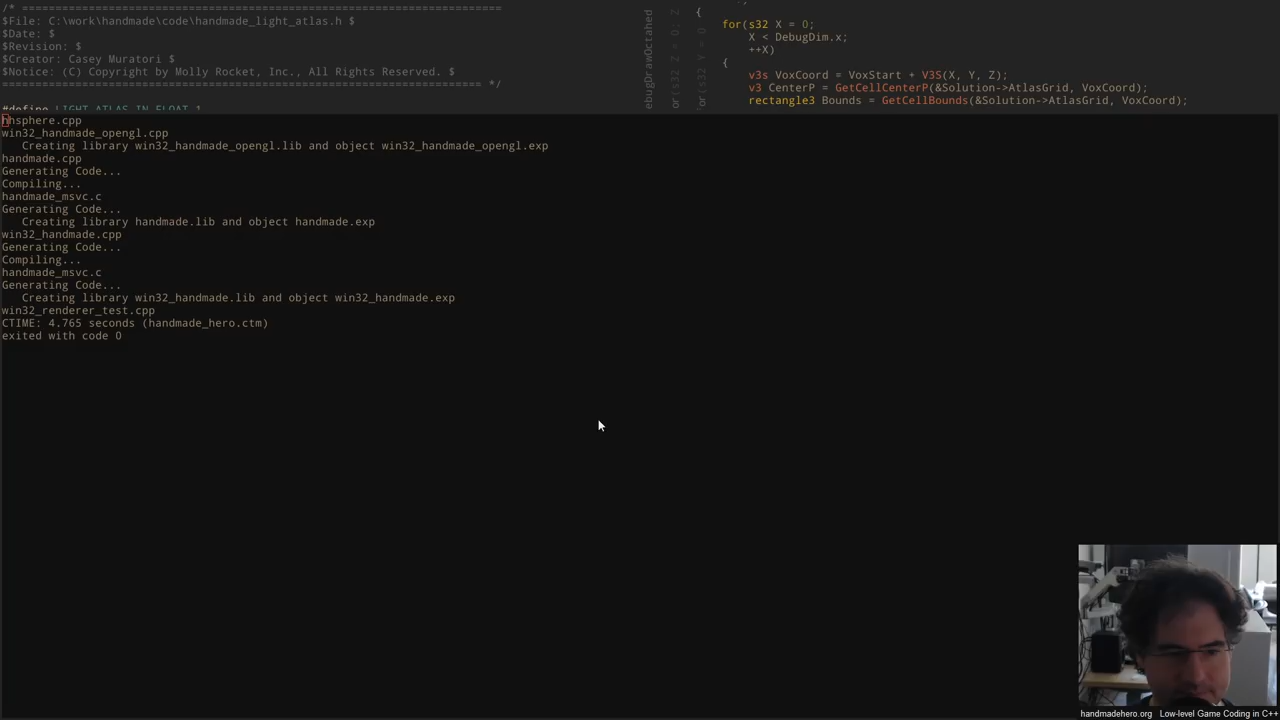 /* ========================================================================
$File: C:\work\handmade\code\handmade_light_atlas.h $
$Date: $
$Revision: $
$Creator: Casey Muratori $
$Notice: (C) Copyright by Molly Rocket, Inc., All Rights Reserved. $
======================================================================== */
#define LIGHT_ATLAS_IN_FLOAT 1
{
for(s32 X = 0;
X < DebugDim.x;
++X)
{
v3s VoxCoord = VoxStart + V3S(X, Y, Z);
v3 CenterP = GetCellCenterP(&Solution->AtlasGrid, VoxCoord);
rectangle3 Bounds = GetCellBounds(&Solution->AtlasGrid, VoxCoord);
hhsphere.cpp
win32_handmade_opengl.cpp
Creating library win32_handmade_opengl.lib and object win32_handmade_opengl.exp
handmade.cpp
Generating Code...
Compiling...
handmade_msvc.c
Generating Code...
Creating library handmade.lib and object handmade.exp
win32_handmade.cpp
Generating Code...
Compiling...
handmade_msvc.c
Generating Code...
Creating library win32_handmade.lib and object win32_handmade.exp
win32_renderer_test.cpp
CTIME: 4.765 seconds (handmade_hero.ctm)
exited with code 0
handmadehero.org Low-level Game Coding in C++